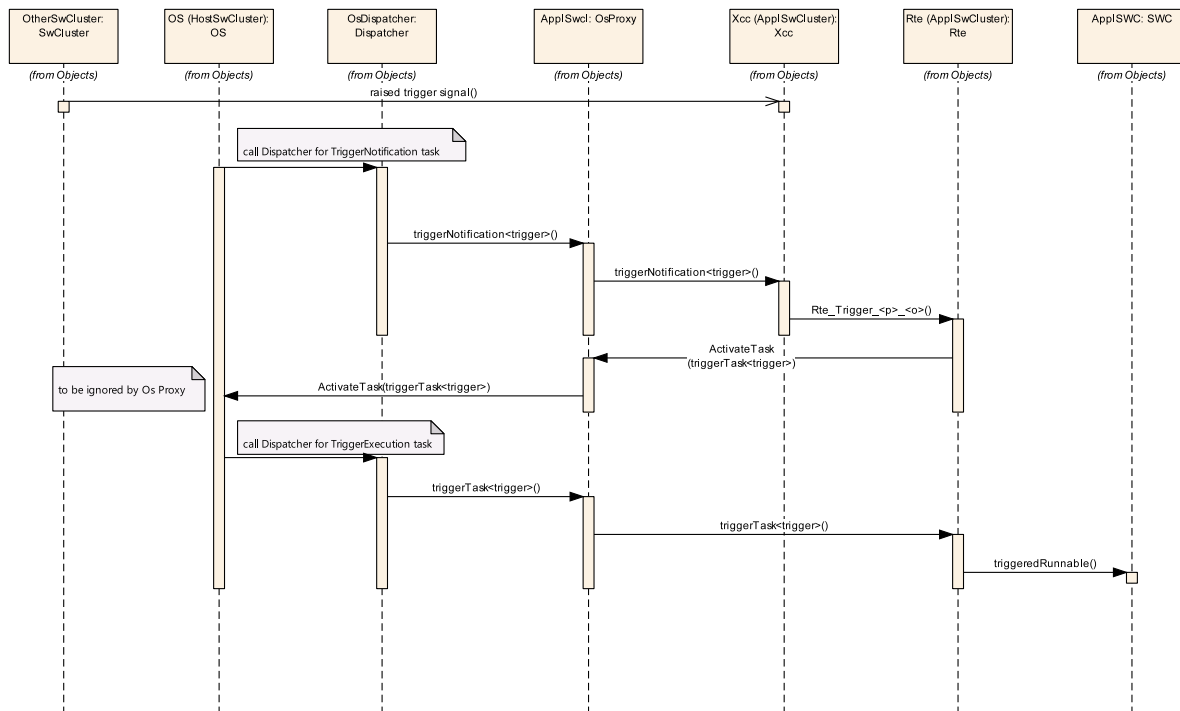 OtherSwCluster:
SwCluster
OS (HostSwCluster):
OS
OsDispatcher:
Dispatcher
ApplSwcl: OsProxy
Xcc (ApplSwCluster):
Xcc
Rte (ApplSwCluster):
Rte
ApplSWC: SWC
(from Objects)
(from Objects)
(from Objects)
(from Objects)
(from Objects)
(from Objects)
(from Objects)
raised trigger signal()
call Dispatcher for TriggerNotification task
triggerNotification<trigger>()
triggerNotification<trigger>()
Rte_Trigger_<p>_<o>()
ActivateTask
(triggerTask<trigger>)
to be ignored by Os Proxy
ActivateTask(triggerTask<trigger>)
call Dispatcher for TriggerExecution task
triggerTask<trigger>()
triggerTask<trigger>()
triggeredRunnable()